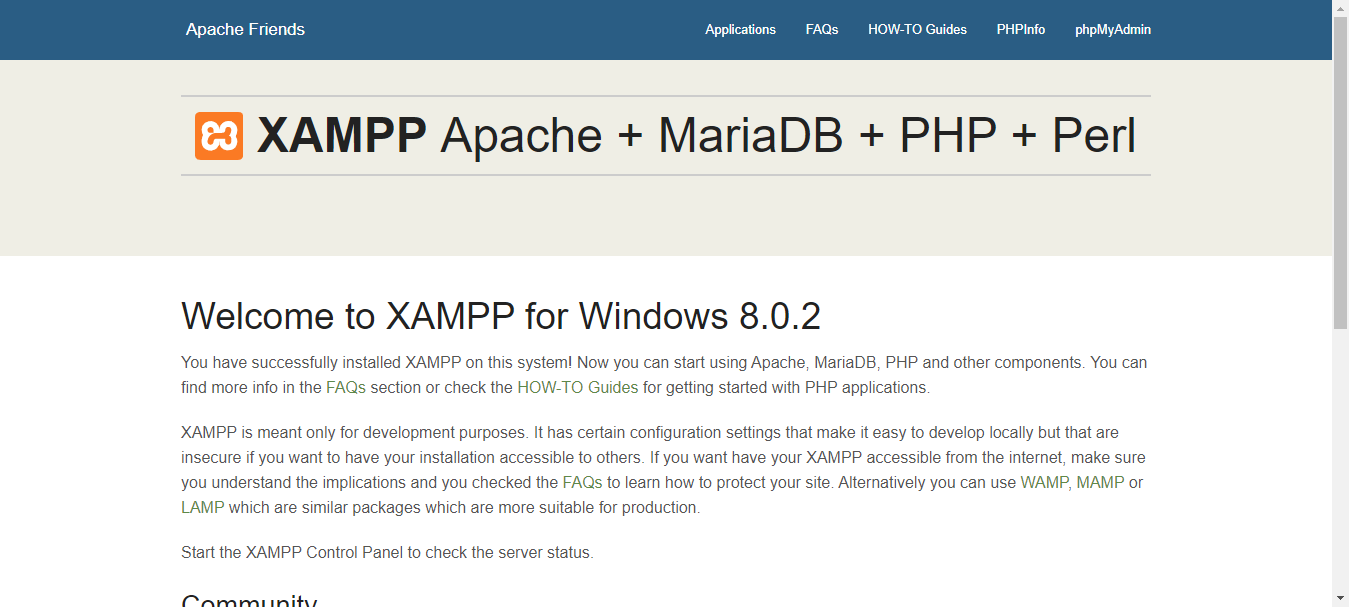 Apache Friends
Applications FAQs HOW-TO Guides PHPInfo phpMyAdmin
XAMPP Apache + MariaDB + PHP + Perl
Welcome to XAMPP for Windows 8.0.2
You have successfully installed XAMPP on this system! Now you can start using Apache, MariaDB, PHP and other components. You can
find more info in the FAQs section or check the HOW-TO Guides for getting started with PHP applications.
XAMPP is meant only for development purposes. It has certain configuration settings that make it easy to develop locally but that are
insecure if you want to have your installation accessible to others. If you want have your XAMPP accessible from the internet, make sure
you understand the implications and you checked the FAQs to learn how to protect your site. Alternatively you can use WAMP, MAMP or
LAMP which are similar packages which are more suitable for production.
Start the XAMPP Control Panel to check the server status.
Community